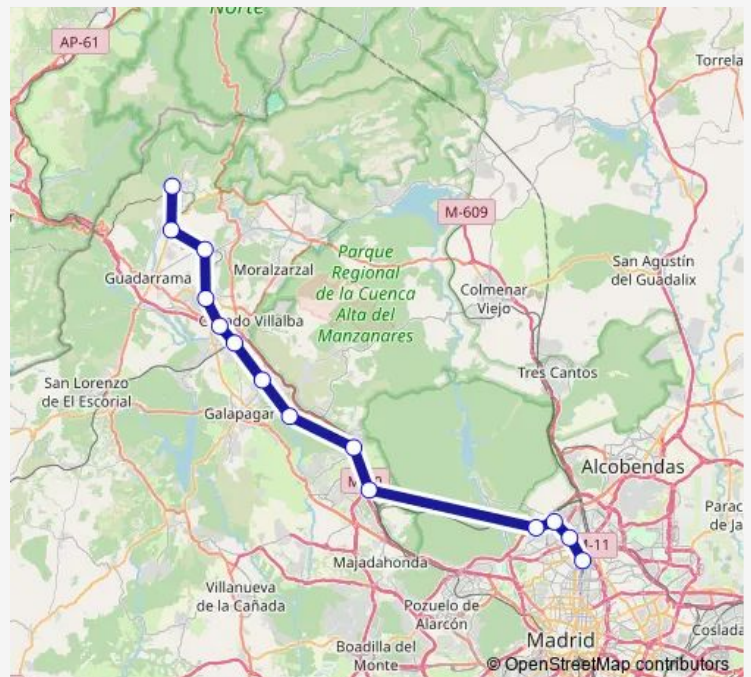 Norte
AP-61
Torrela
M-609
Parque
Regional
de la Cuenca
Alta del
Manzanares
San Agustín
del Guadalix
Guadarrama
Moralzarzal
Colmenar
Viejo
Villalba
San Lorenzo
de El Escorial
Tres Cantos
Galapagar
Alcobendas
Parac
de Ja
M-11
Majadahonda
Villanueva
de la Cañada
Pozuelo de
Alarcón
Boadilla del
Monte
Madrid
Coslada
© OpenStreetMap contributors